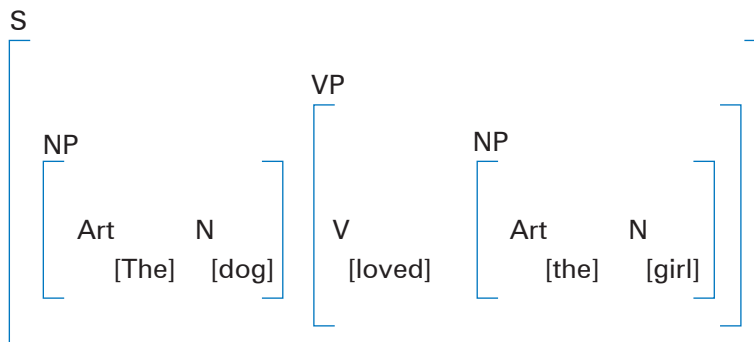 S
VP
NP NP
Art N V Art N
[The] [dog] [loved] [the] [girl]